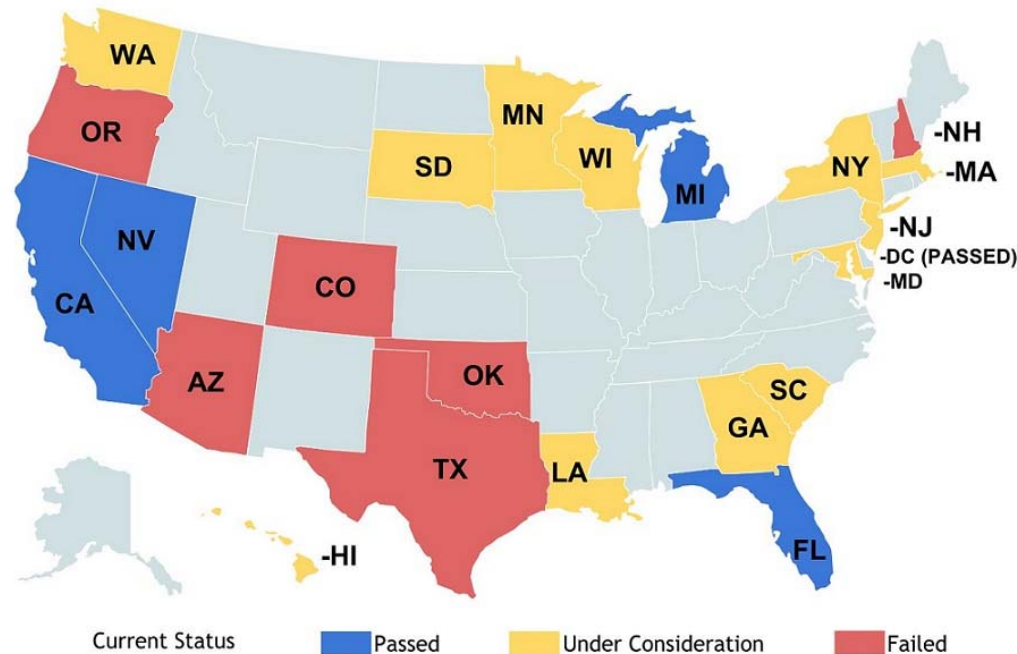 WA
OR
MN
-NH
SD
WI
NY
-MA
MI
NV
-NJ
-DC (PASSED)
-MD
CA
CO
AZ
OK
SC
GA
TX
LA
-HI
FL
Current Status
Passed
Under Consideration
Failed